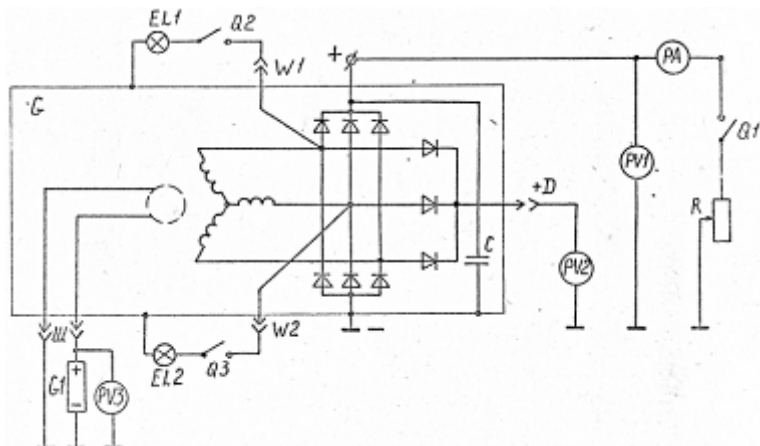 EL1
Q2
W1
+
PA
G
Q1
PV1
+D
R
C
PV2
-
W2
Ш
EL2
Q3
G1
+
-
PV3